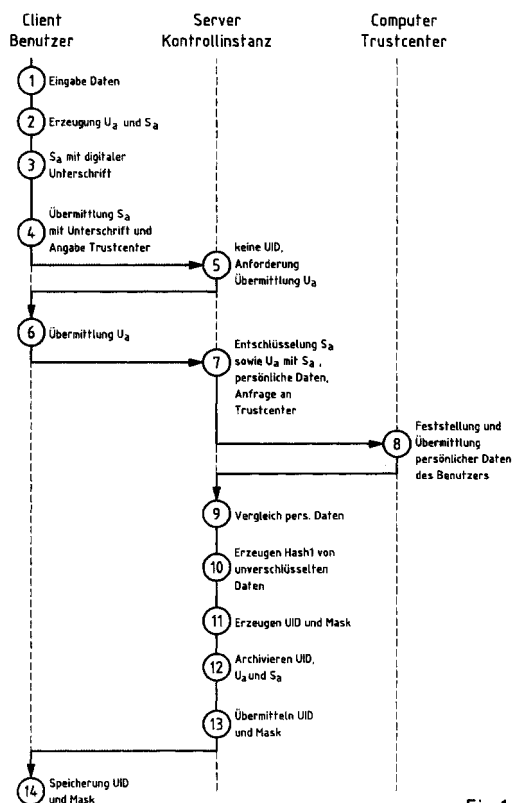 Client
Benutzer
Server
Kontrollinstanz
Computer
Trustcenter
1 Eingabe Daten
2 Erzeugung Ua und Sa
3 Sa mit digitaler
Unterschrift
4 Übermittlung Sa
mit Unterschrift und
Angabe Trustcenter
5 keine UID,
Anforderung
Übermittlung Ua
6 Übermittlung Ua
7 Entschlüsselung Sa
sowie Ua mit Sa,
persönliche Daten,
Anfrage an
Trustcenter
8 Feststellung und
Übermittlung
persönlicher Daten
des Benutzers
9 Vergleich pers. Daten
10 Erzeugen Hash1 von
unverschlüsselten
Daten
11 Erzeugen UID und Mask
12 Archivieren UID,
Ua und Sa
13 Übermitteln UID
und Mask
14 Speicherung UID
und Mask